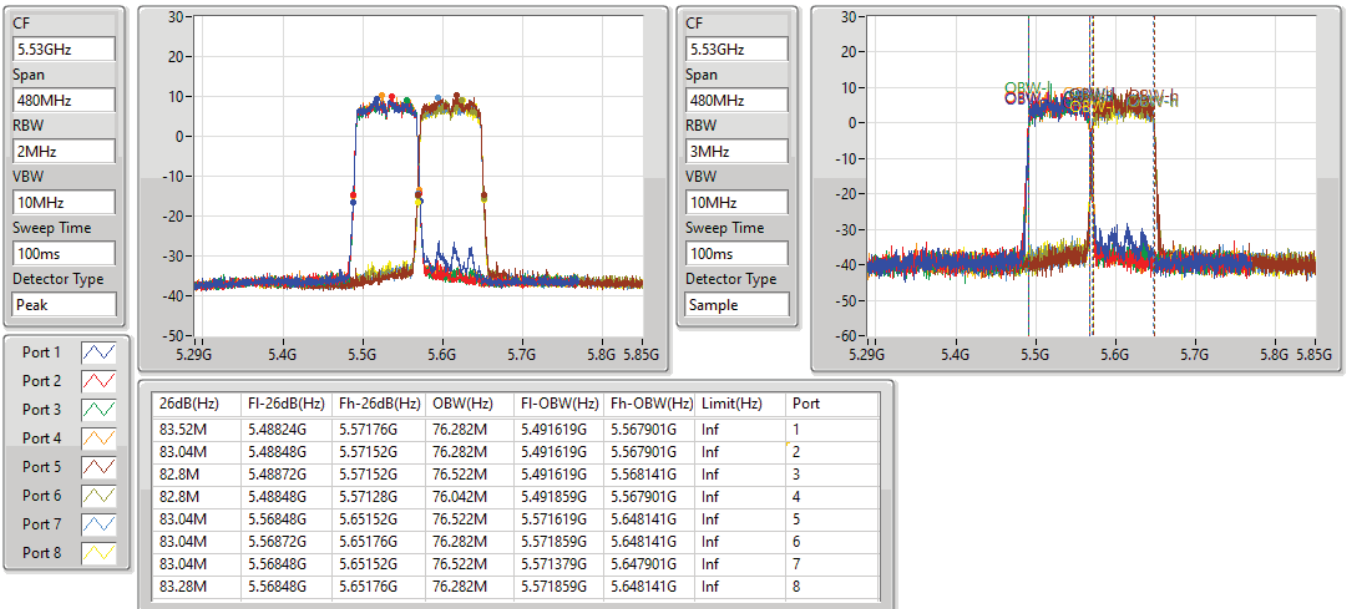 CF
5.53GHz
Span
480MHz
RBW
2MHz
VBW
10MHz
Sweep Time
100ms
Detector Type
Peak
30
20
10
0
-10
-20
-30
-40
-50
5.29G 5.4G 5.5G 5.6G 5.7G 5.8G 5.85G
CF
5.53GHz
Span
480MHz
RBW
3MHz
VBW
10MHz
Sweep Time
100ms
Detector Type
Sample
30
20
10
0
-10
-20
-30
-40
-50
-60
5.29G 5.4G 5.5G 5.6G 5.7G 5.8G 5.85G
Port 1
Port 2
Port 3
Port 4
Port 5
Port 6
Port 7
Port 8
26dB(Hz) Fl-26dB(Hz) Fh-26dB(Hz) OBW(Hz) Fl-OBW(Hz) Fh-OBW(Hz) Limit(Hz) Port
83.52M 5.48824G 5.57176G 76.282M 5.491619G 5.567901G Inf 1
83.04M 5.48848G 5.57152G 76.282M 5.491619G 5.567901G Inf 2
82.8M 5.48872G 5.57152G 76.522M 5.491619G 5.568141G Inf 3
82.8M 5.48848G 5.57128G 76.042M 5.491859G 5.567901G Inf 4
83.04M 5.56848G 5.65152G 76.522M 5.571619G 5.648141G Inf 5
83.04M 5.56872G 5.65176G 76.282M 5.571859G 5.648141G Inf 6
83.04M 5.56848G 5.65152G 76.522M 5.571379G 5.647901G Inf 7
83.28M 5.56848G 5.65176G 76.282M 5.571859G 5.648141G Inf 8